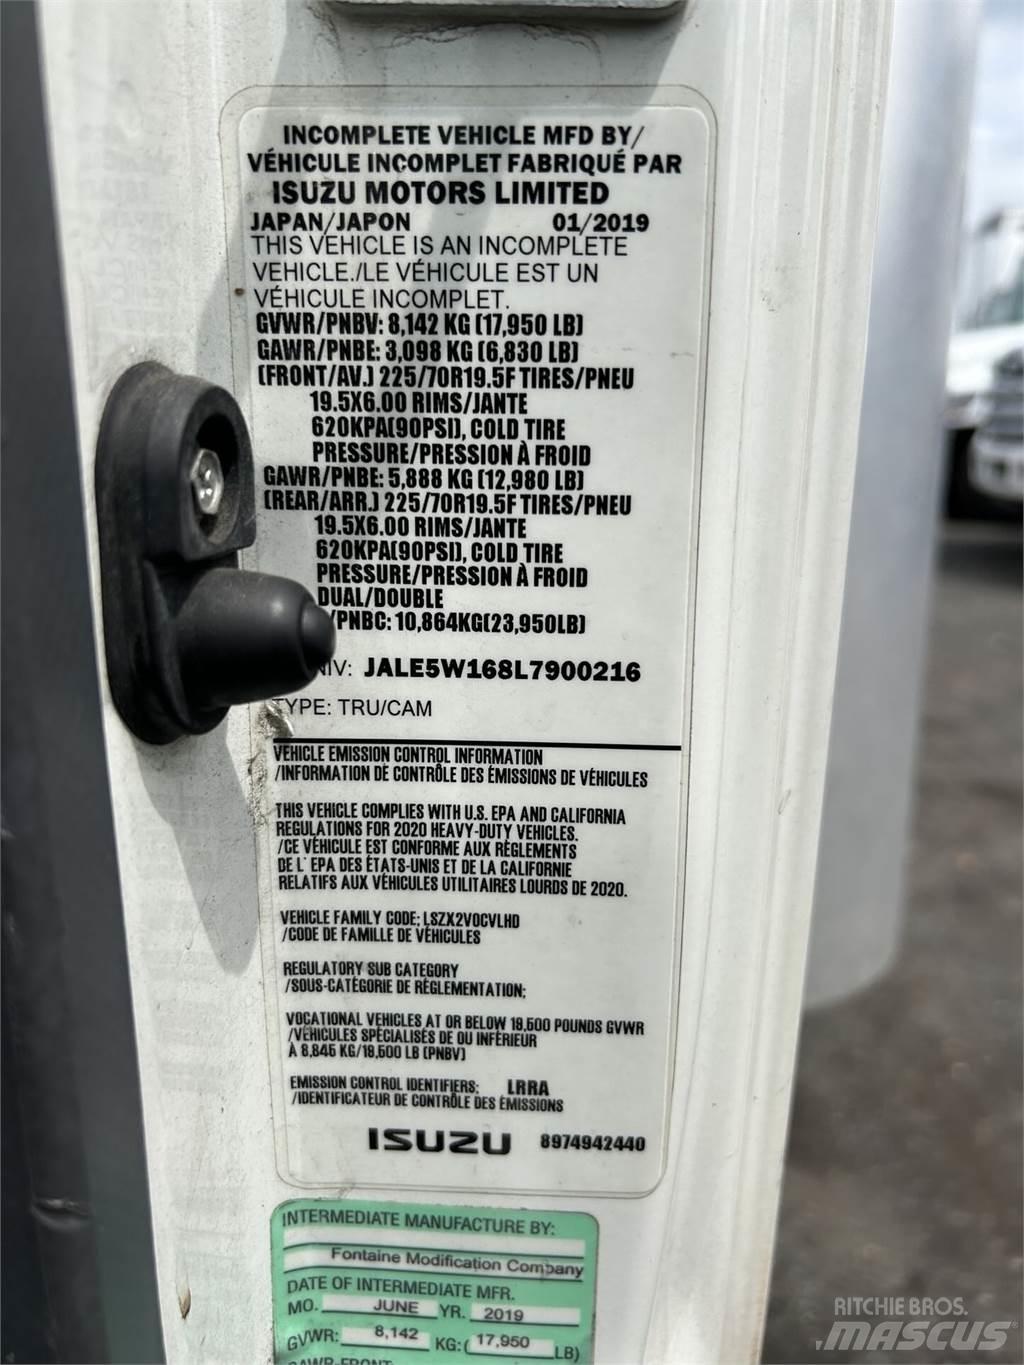 INCOMPLETE VEHICLE MFD BY/
VÉHICULE INCOMPLET FABRIQUÉ PAR
ISUZU MOTORS LIMITED
JAPAN/JAPON 01/2019
THIS VEHICLE IS AN INCOMPLETE
VEHICLE./LE VÉHICULE EST UN
VÉHICULE INCOMPLET.
GVWR/PNBV: 8,142 KG (17,950 LB)
GAWR/PNBE: 3,098 KG (6,830 LB)
(FRONT/AV.) 225/70R19.5F TIRES/PNEU
19.5X6.00 RIMS/JANTE
620KPA(90PSI), COLD TIRE
PRESSURE/PRESSION À FROID
GAWR/PNBE: 5,888 KG (12,980 LB)
(REAR/ARR.) 225/70R19.5F TIRES/PNEU
19.5X6.00 RIMS/JANTE
620KPA(90PSI), COLD TIRE
PRESSURE/PRESSION À FROID
DUAL/DOUBLE
/PNBC: 10,864KG(23,950LB)
NIV: JALE5W168L7900216
TYPE: TRU/CAM
VEHICLE EMISSION CONTROL INFORMATION
/INFORMATION DE CONTRÔLE DES ÉMISSIONS DE VÉHICULES
THIS VEHICLE COMPLIES WITH U.S. EPA AND CALIFORNIA
REGULATIONS FOR 2020 HEAVY-DUTY VEHICLES.
/CE VÉHICULE EST CONFORME AUX RÈGLEMENTS
DE L' EPA DES ÉTATS-UNIS ET DE LA CALIFORNIE
RELATIFS AUX VÉHICULES UTILITAIRES LOURDS DE 2020.
VEHICLE FAMILY CODE: LSZX2VOCVLHD
/CODE DE FAMILLE DE VÉHICULES
REGULATORY SUB CATEGORY
/SOUS-CATÉGORIE DE RÉGLEMENTATION:
VOCATIONAL VEHICLES AT OR BELOW 19,500 POUNDS GVWR
/VÉHICULES SPÉCIALISÉS DE OU INFÉRIEUR
À 8,845 KG/19,500 LB (PNBV)
EMISSION CONTROL IDENTIFIERS: LRRA
/IDENTIFICATEUR DE CONTRÔLE DES ÉMISSIONS
ISUZU 8974942440
INTERMEDIATE MANUFACTURE BY:
Fontaine Modification Company
DATE OF INTERMEDIATE MFR.
MO. JUNE YR. 2019
GVWR: 8,142 KG:( 17,950 LB)
GAWR-FRONT
RITCHIE BROS.
MASCUS